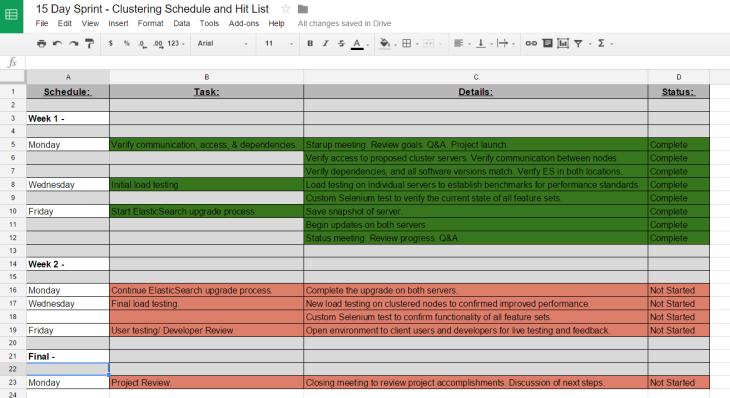 15 Day Sprint - Clustering Schedule and Hit List
File Edit View Insert Format Data Tools Add-ons Help All changes saved in Drive
$ % .0 .00 123 Arial 11 B I S A
fx
A B C D
1 Schedule: Task: Details: Status:
2
3 Week 1 -
4
5 Monday Verify communication, access, & dependencies. Starup meeting. Review goals. Q&A. Project launch. Complete
6 Verify access to proposed cluster servers. Verify communication between nodes. Complete
7 Verify dependencies, and all software versions match. Verify ES in both locations. Complete
8 Wednesday Initial load testing Load testing on individual servers to establish benchmarks for performance standards. Complete
9 Custom Selenium test to verify the current state of all feature sets. Complete
10 Friday Start ElasticSearch upgrade process. Save snapshot of server. Complete
11 Begin updates on both servers Complete
12 Status meeting. Review progress. Q&A. Complete
13
14 Week 2 -
15
16 Monday Continue ElasticSearch upgrade process. Complete the upgrade on both servers. Not Started
17 Wednesday Final load testing. New load testing on clustered nodes to confirmed improved performance. Not Started
18 Custom Selenium test to confirm functionality of all feature sets. Not Started
19 Friday User testing/ Developer Review Open environment to client users and developers for live testing and feedback. Not Started
20
21 Final -
22
23 Monday Project Review. Closing meeting to review project accomplishments. Discussion of next steps. Not Started
24